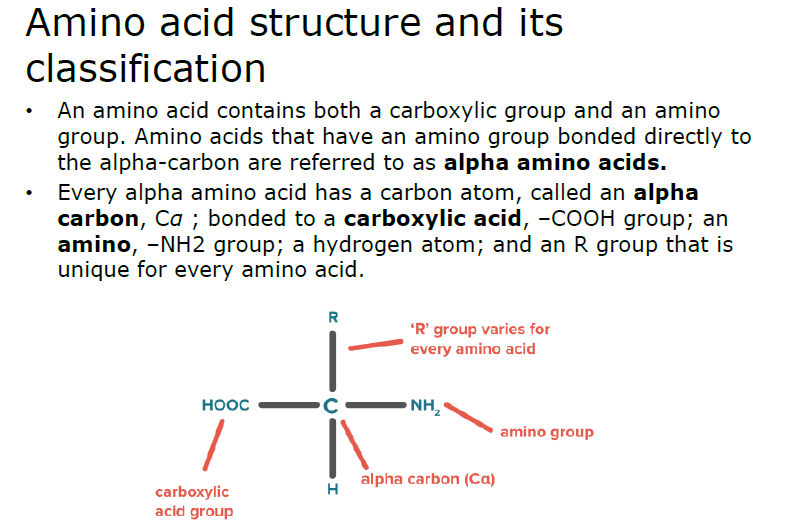 Amino acid structure and its
classification
• An amino acid contains both a carboxylic group and an amino
group. Amino acids that have an amino group bonded directly to
the alpha-carbon are referred to as alpha amino acids.
• Every alpha amino acid has a carbon atom, called an alpha
carbon, Cα ; bonded to a carboxylic acid, –COOH group; an
amino, –NH2 group; a hydrogen atom; and an R group that is
unique for every amino acid.
R
'R' group varies for
every amino acid
HOOC C NH₂
amino group
alpha carbon (Cα)
H
carboxylic
acid group